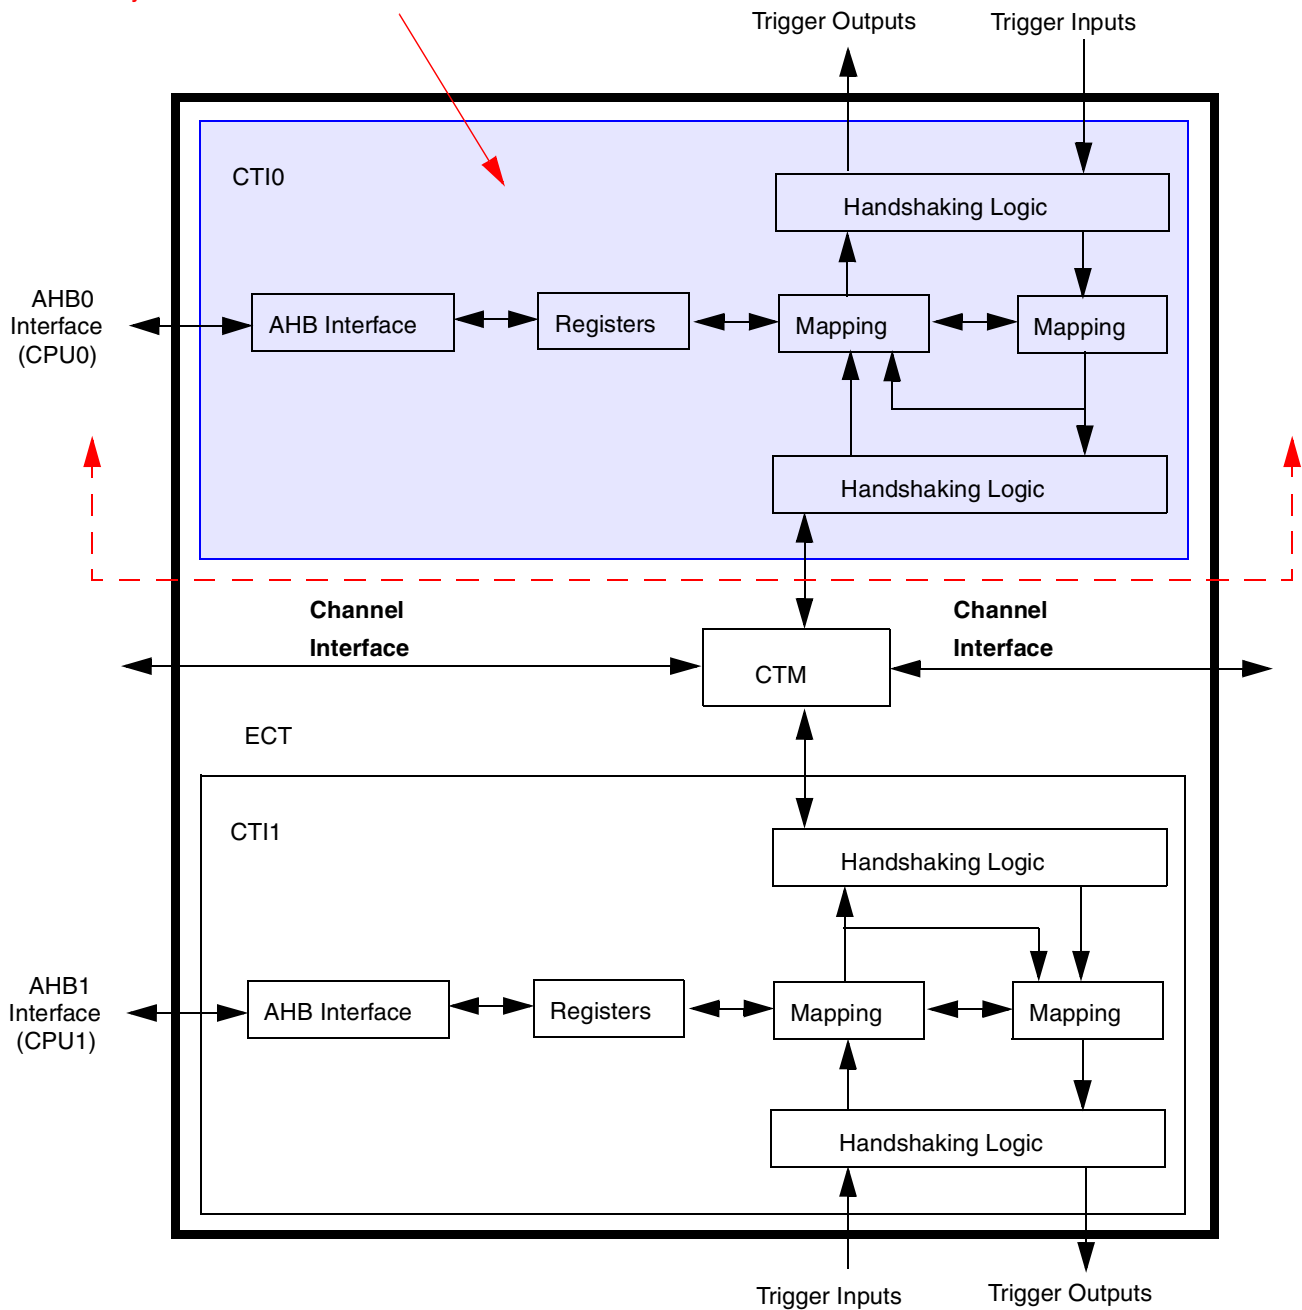 Trigger Outputs
Trigger Inputs
CTI0
Handshaking Logic
AHB0
Interface
(CPU0)
AHB Interface
Registers
Mapping
Mapping
Handshaking Logic
Channel
Interface
Channel
Interface
CTM
ECT
CTI1
Handshaking Logic
AHB1
Interface
(CPU1)
AHB Interface
Registers
Mapping
Mapping
Handshaking Logic
Trigger Inputs
Trigger Outputs